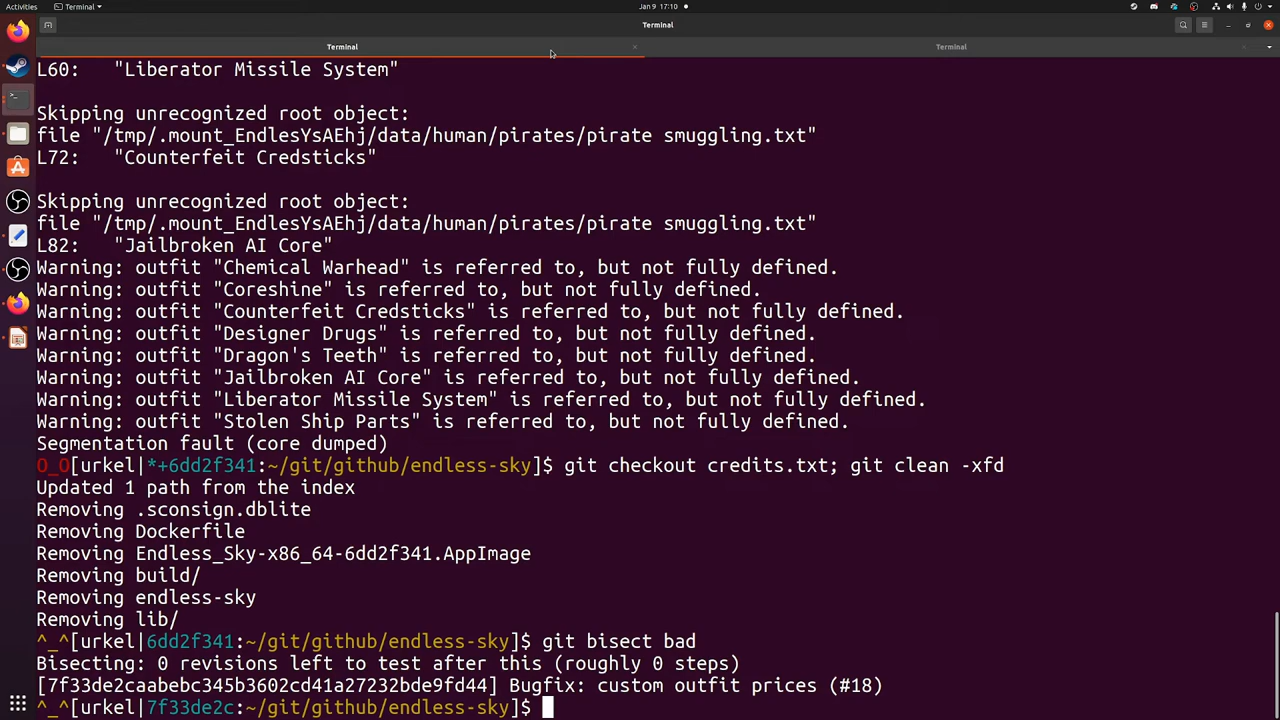 Activities
Terminal
Jan 9 17:10
Terminal
Terminal
Terminal
L60: "Liberator Missile System"
Skipping unrecognized root object:
file "/tmp/.mount_EndlesYsAEhj/data/human/pirates/pirate smuggling.txt"
L72: "Counterfeit Credsticks"
Skipping unrecognized root object:
file "/tmp/.mount_EndlesYsAEhj/data/human/pirates/pirate smuggling.txt"
L82: "Jailbroken AI Core"
Warning: outfit "Chemical Warhead" is referred to, but not fully defined.
Warning: outfit "Coreshine" is referred to, but not fully defined.
Warning: outfit "Counterfeit Credsticks" is referred to, but not fully defined.
Warning: outfit "Designer Drugs" is referred to, but not fully defined.
Warning: outfit "Dragon's Teeth" is referred to, but not fully defined.
Warning: outfit "Jailbroken AI Core" is referred to, but not fully defined.
Warning: outfit "Liberator Missile System" is referred to, but not fully defined.
Warning: outfit "Stolen Ship Parts" is referred to, but not fully defined.
Segmentation fault (core dumped)
O_O[urkel|*+6dd2f341:~/git/github/endless-sky]$ git checkout credits.txt; git clean -xfd
Updated 1 path from the index
Removing .sconsign.dblite
Removing Dockerfile
Removing Endless_Sky-x86_64-6dd2f341.AppImage
Removing build/
Removing endless-sky
Removing lib/
^_^[urkel|6dd2f341:~/git/github/endless-sky]$ git bisect bad
Bisecting: 0 revisions left to test after this (roughly 0 steps)
[7f33de2caabebc345b3602cd41a27232bde9fd44] Bugfix: custom outfit prices (#18)
^_^[urkel|7f33de2c:~/git/github/endless-sky]$